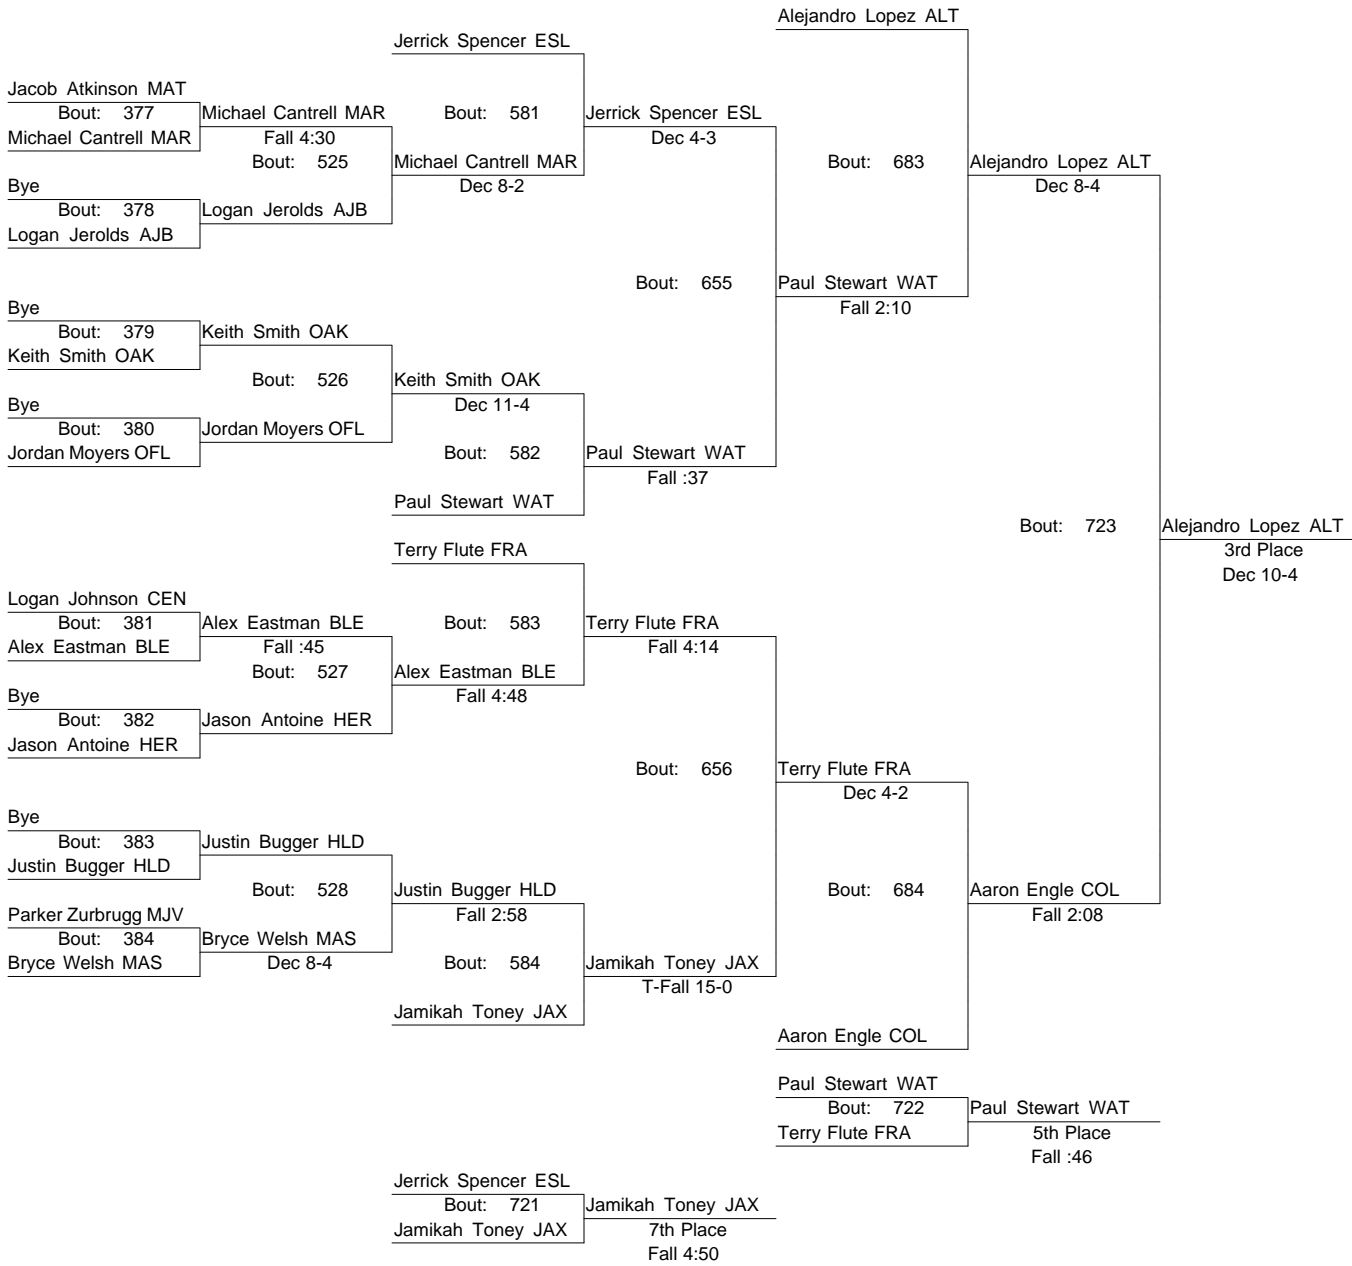 Alejandro Lopez ALT
Jerrick Spencer ESL
Jacob Atkinson MAT
Bout: 377
Michael Cantrell MAR
Michael Cantrell MAR
Fall 4:30
Bout: 525
Bye
Bout: 378
Logan Jerolds AJB
Logan Jerolds AJB
Bout: 581
Michael Cantrell MAR
Dec 8-2
Jerrick Spencer ESL
Dec 4-3
Bout: 683
Alejandro Lopez ALT
Dec 8-4
Bout: 655
Paul Stewart WAT
Fall 2:10
Bye
Bout: 379
Keith Smith OAK
Keith Smith OAK
Bout: 526
Bye
Bout: 380
Jordan Moyers OFL
Jordan Moyers OFL
Keith Smith OAK
Dec 11-4
Bout: 582
Paul Stewart WAT
Paul Stewart WAT
Fall :37
Bout: 723
Alejandro Lopez ALT
3rd Place
Dec 10-4
Terry Flute FRA
Logan Johnson CEN
Bout: 381
Alex Eastman BLE
Alex Eastman BLE
Fall :45
Bout: 527
Bye
Bout: 382
Jason Antoine HER
Jason Antoine HER
Bout: 583
Alex Eastman BLE
Fall 4:48
Terry Flute FRA
Fall 4:14
Bout: 656
Terry Flute FRA
Dec 4-2
Bye
Bout: 383
Justin Bugger HLD
Justin Bugger HLD
Bout: 528
Parker Zurbrugg MJV
Bout: 384
Bryce Welsh MAS
Bryce Welsh MAS
Dec 8-4
Justin Bugger HLD
Fall 2:58
Bout: 584
Jamikah Toney JAX
Jamikah Toney JAX
T-Fall 15-0
Bout: 684
Aaron Engle COL
Fall 2:08
Aaron Engle COL
Paul Stewart WAT
Bout: 722
Terry Flute FRA
Paul Stewart WAT
5th Place
Fall :46
Jerrick Spencer ESL
Bout: 721
Jamikah Toney JAX
Jamikah Toney JAX
7th Place
Fall 4:50